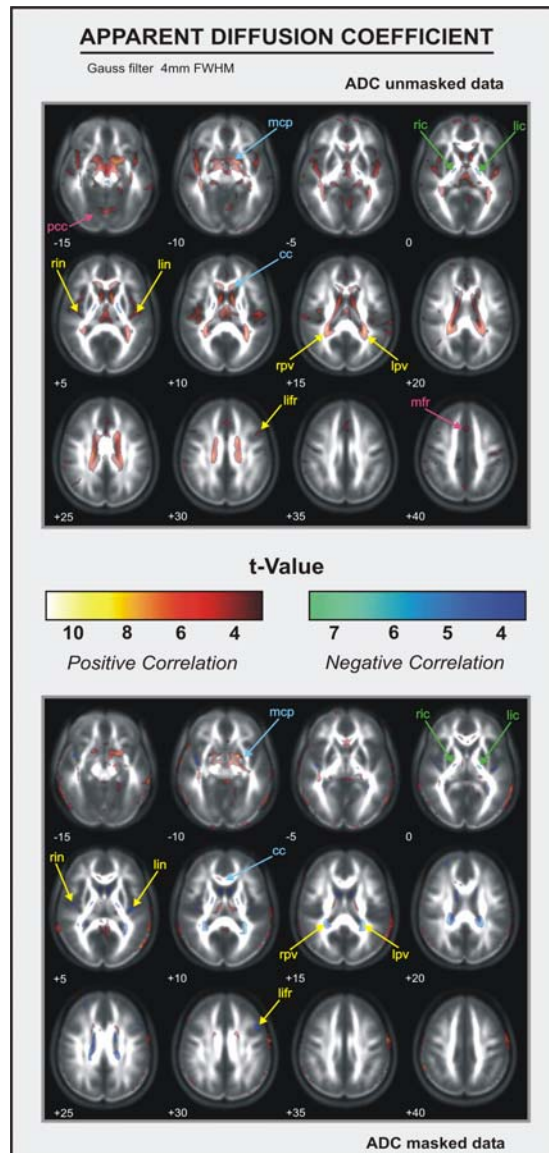 APPARENT DIFFUSION COEFFICIENT
Gauss filter 4mm FWHM
ADC unmasked data
mcp
ric
lic
pcc
-15
-10
-5
0
rin
lin
cc
rpv
lpv
+5
+10
+15
+20
lifr
mfr
+25
+30
+35
+40
t-Value
10 8 6 4
7 6 5 4
Positive Correlation
Negative Correlation
mcp
ric
lic
-15
-10
-5
0
rin
lin
cc
rpv
lpv
+5
+10
+15
+20
lifr
+25
+30
+35
+40
ADC masked data